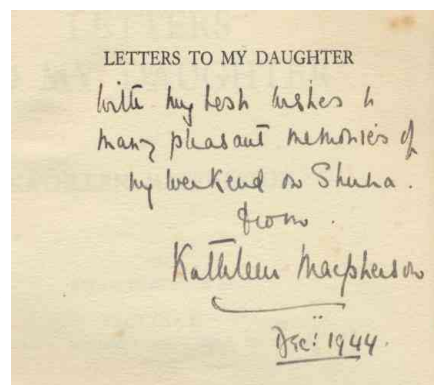 LETTERS TO MY DAUGHTER
With my best wishes &
many pleasant memories of
my weekend on Shuna.
from.
Kathleen Macpherson
Dec: 1944.